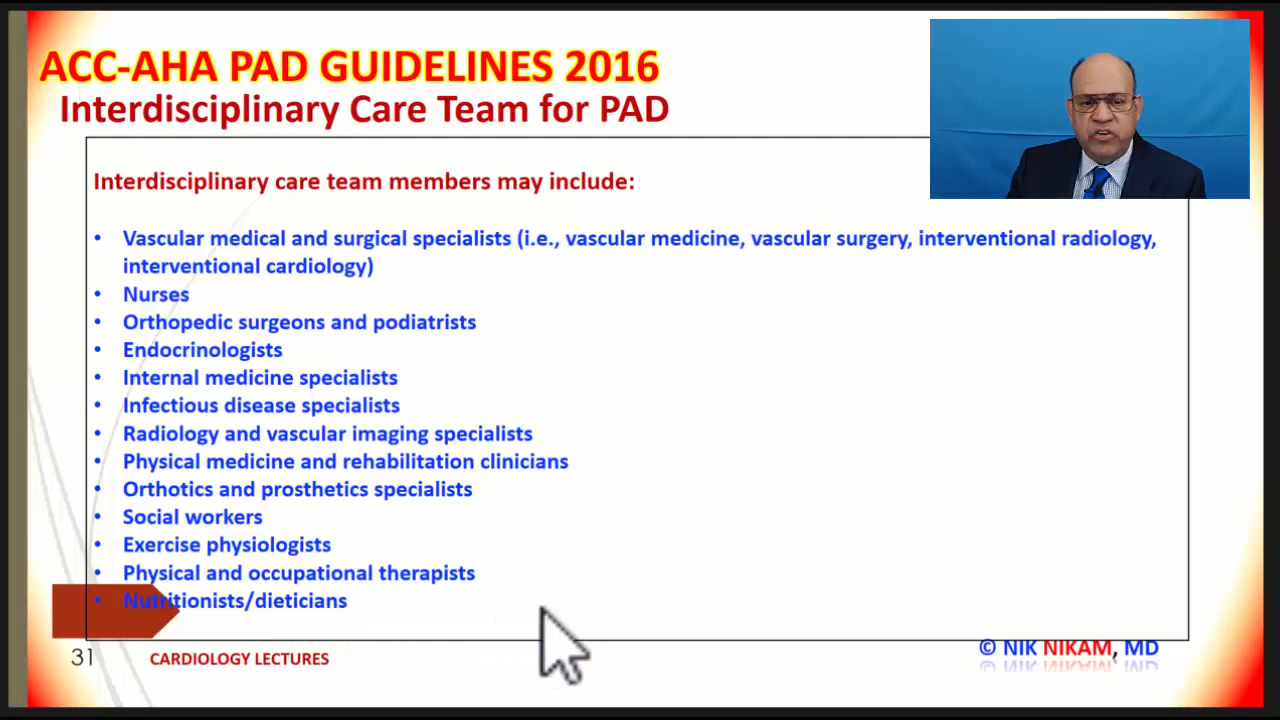 ACC-AHA PAD GUIDELINES 2016
Interdisciplinary Care Team for PAD
Interdisciplinary care team members may include:
• Vascular medical and surgical specialists (i.e., vascular medicine, vascular surgery, interventional radiology,
interventional cardiology)
• Nurses
• Orthopedic surgeons and podiatrists
• Endocrinologists
• Internal medicine specialists
• Infectious disease specialists
• Radiology and vascular imaging specialists
• Physical medicine and rehabilitation clinicians
• Orthotics and prosthetics specialists
• Social workers
• Exercise physiologists
• Physical and occupational therapists
• Nutritionists/dieticians
31
CARDIOLOGY LECTURES
© NIK NIKAM, MD